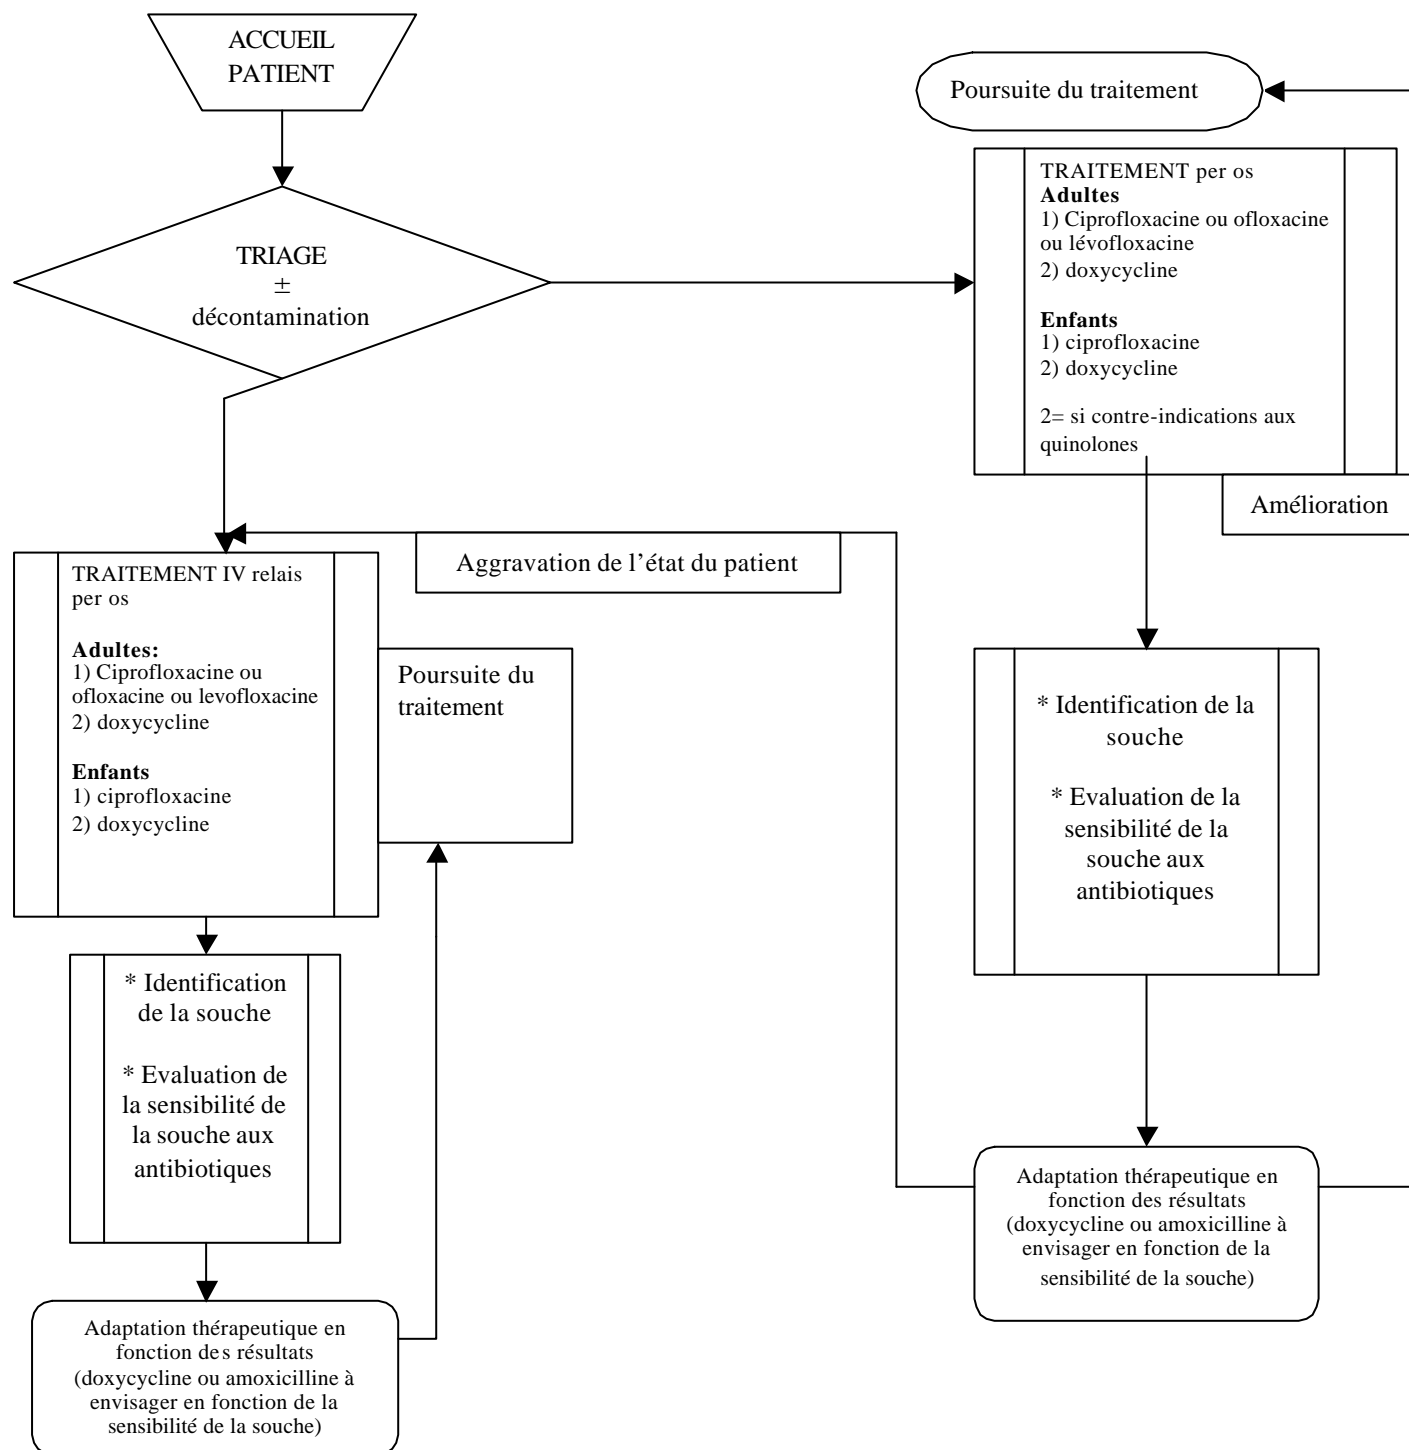 ACCUEIL
PATIENT
Poursuite du traitement
TRIAGE
±
décontamination
TRAITEMENT per os
Adultes
1) Ciprofloxacine ou ofloxacine
ou lévofloxacine
2) doxycycline
Enfants
1) ciprofloxacine
2) doxycycline
2= si contre-indications aux
quinolones
Amélioration
Aggravation de l’état du patient
TRAITEMENT IV relais
per os
Adultes:
1) Ciprofloxacine ou
ofloxacine ou levofloxacine
2) doxycycline
Enfants
1) ciprofloxacine
2) doxycycline
Poursuite du
traitement
* Identification de la
souche
* Evaluation de la
sensibilité de la
souche aux
antibiotiques
* Identification
de la souche
* Evaluation de
la sensibilité de
la souche aux
antibiotiques
Adaptation thérapeutique en
fonction des résultats
(doxycycline ou amoxicilline à
envisager en fonction de la
sensibilité de la souche)
Adaptation thérapeutique en
fonction des résultats
(doxycycline ou amoxicilline à
envisager en fonction de la
sensibilité de la souche)